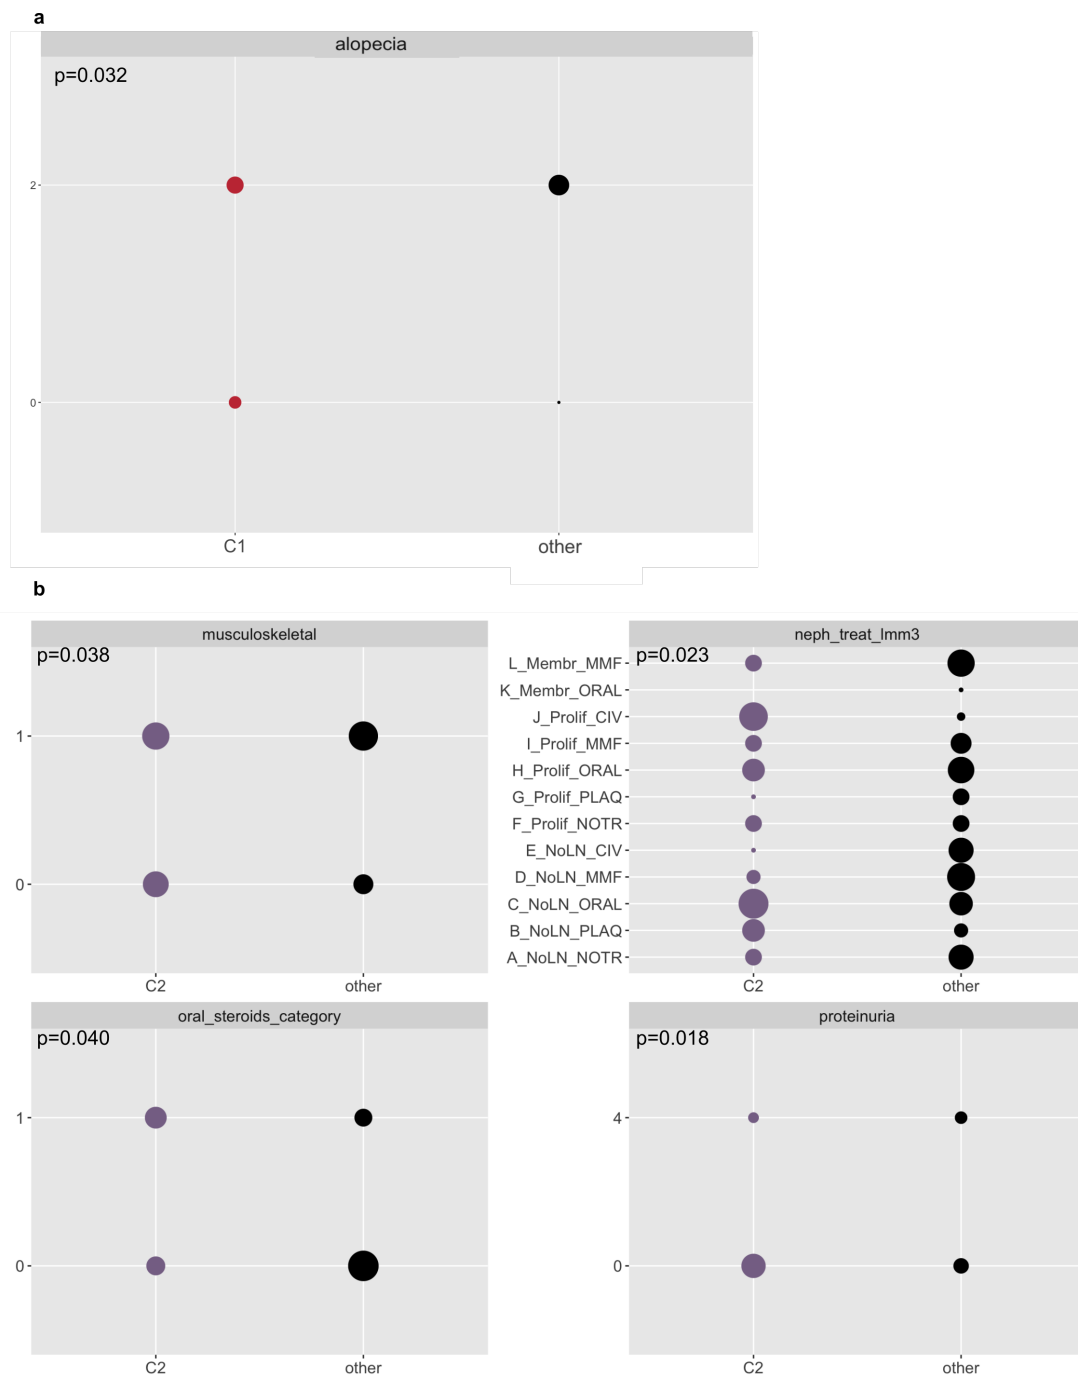 a
alopecia
p=0.032
2
0
C1 other
b
musculoskeletal
p=0.038
1
0
C2 other
neph_treat_lmm3
p=0.023
L_Membr_MMF
K_Membr_ORAL
J_Prolif_CIV
I_Prolif_MMF
H_Prolif_ORAL
G_Prolif_PLAQ
F_Prolif_NOTR
E_NoLN_CIV
D_NoLN_MMF
C_NoLN_ORAL
B_NoLN_PLAQ
A_NoLN_NOTR
C2 other
oral_steroids_category
p=0.040
1
0
C2 other
proteinuria
p=0.018
4
0
C2 other